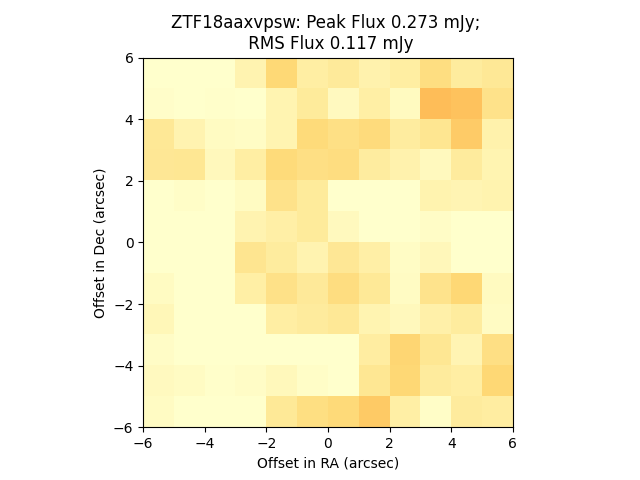 ZTF18aaxvpsw: Peak Flux 0.273 mJy;
RMS Flux 0.117 mJy
6
4
2
0
−2
−4
−6
Offset in Dec (arcsec)
−6 −4 −2 0 2 4 6
Offset in RA (arcsec)